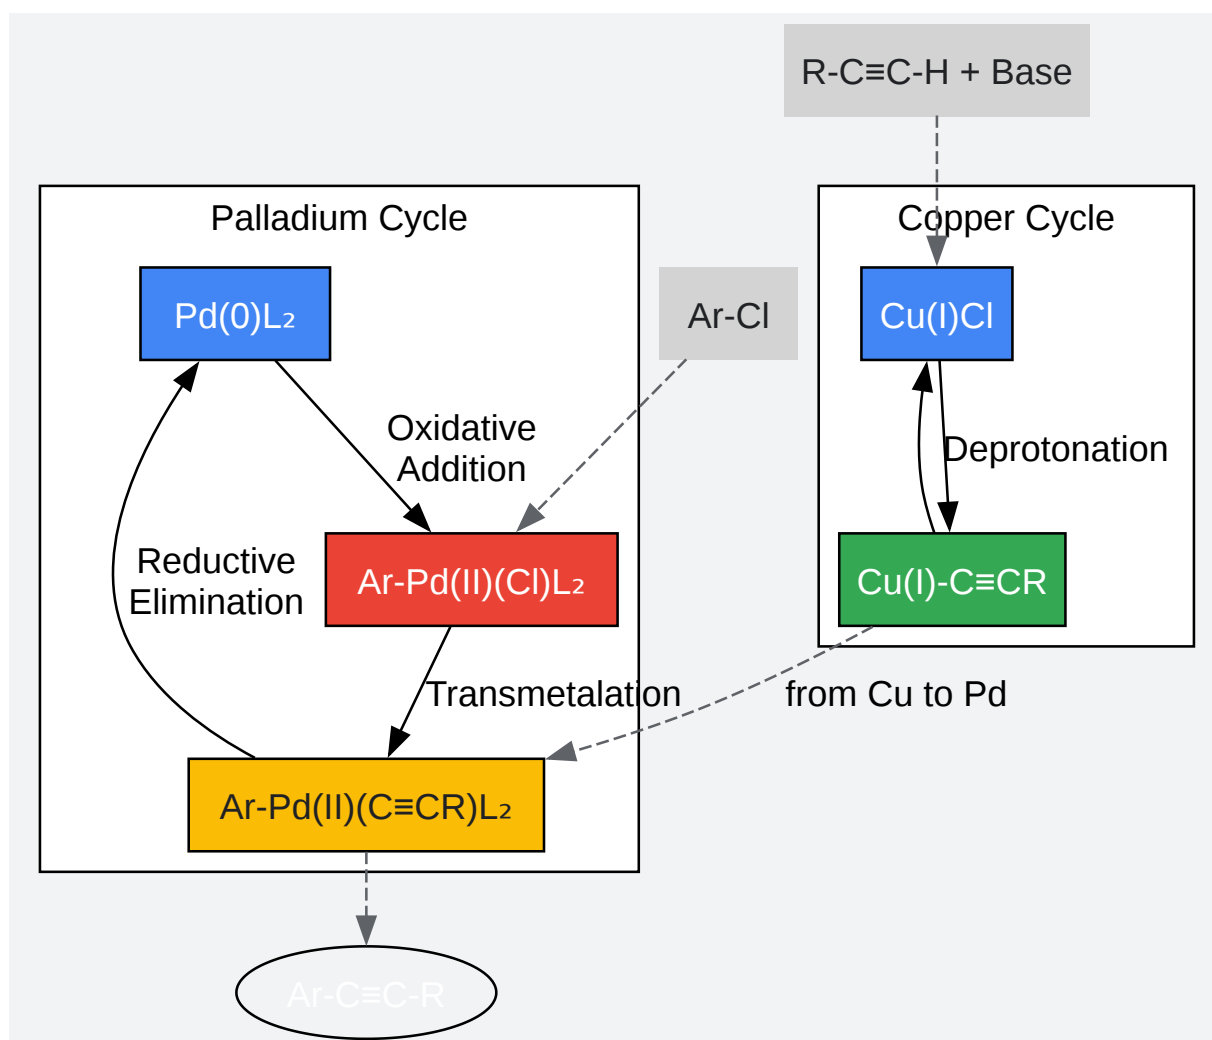 R-C≡C-H + Base
Palladium Cycle
Copper Cycle
Pd(0)L₂
Ar-Cl
Cu(I)Cl
Oxidative
Addition
Deprotonation
Reductive
Elimination
Ar-Pd(II)(Cl)L₂
Cu(I)-C≡CR
Transmetalation
from Cu to Pd
Ar-Pd(II)(C≡CR)L₂
Ar-C≡C-R